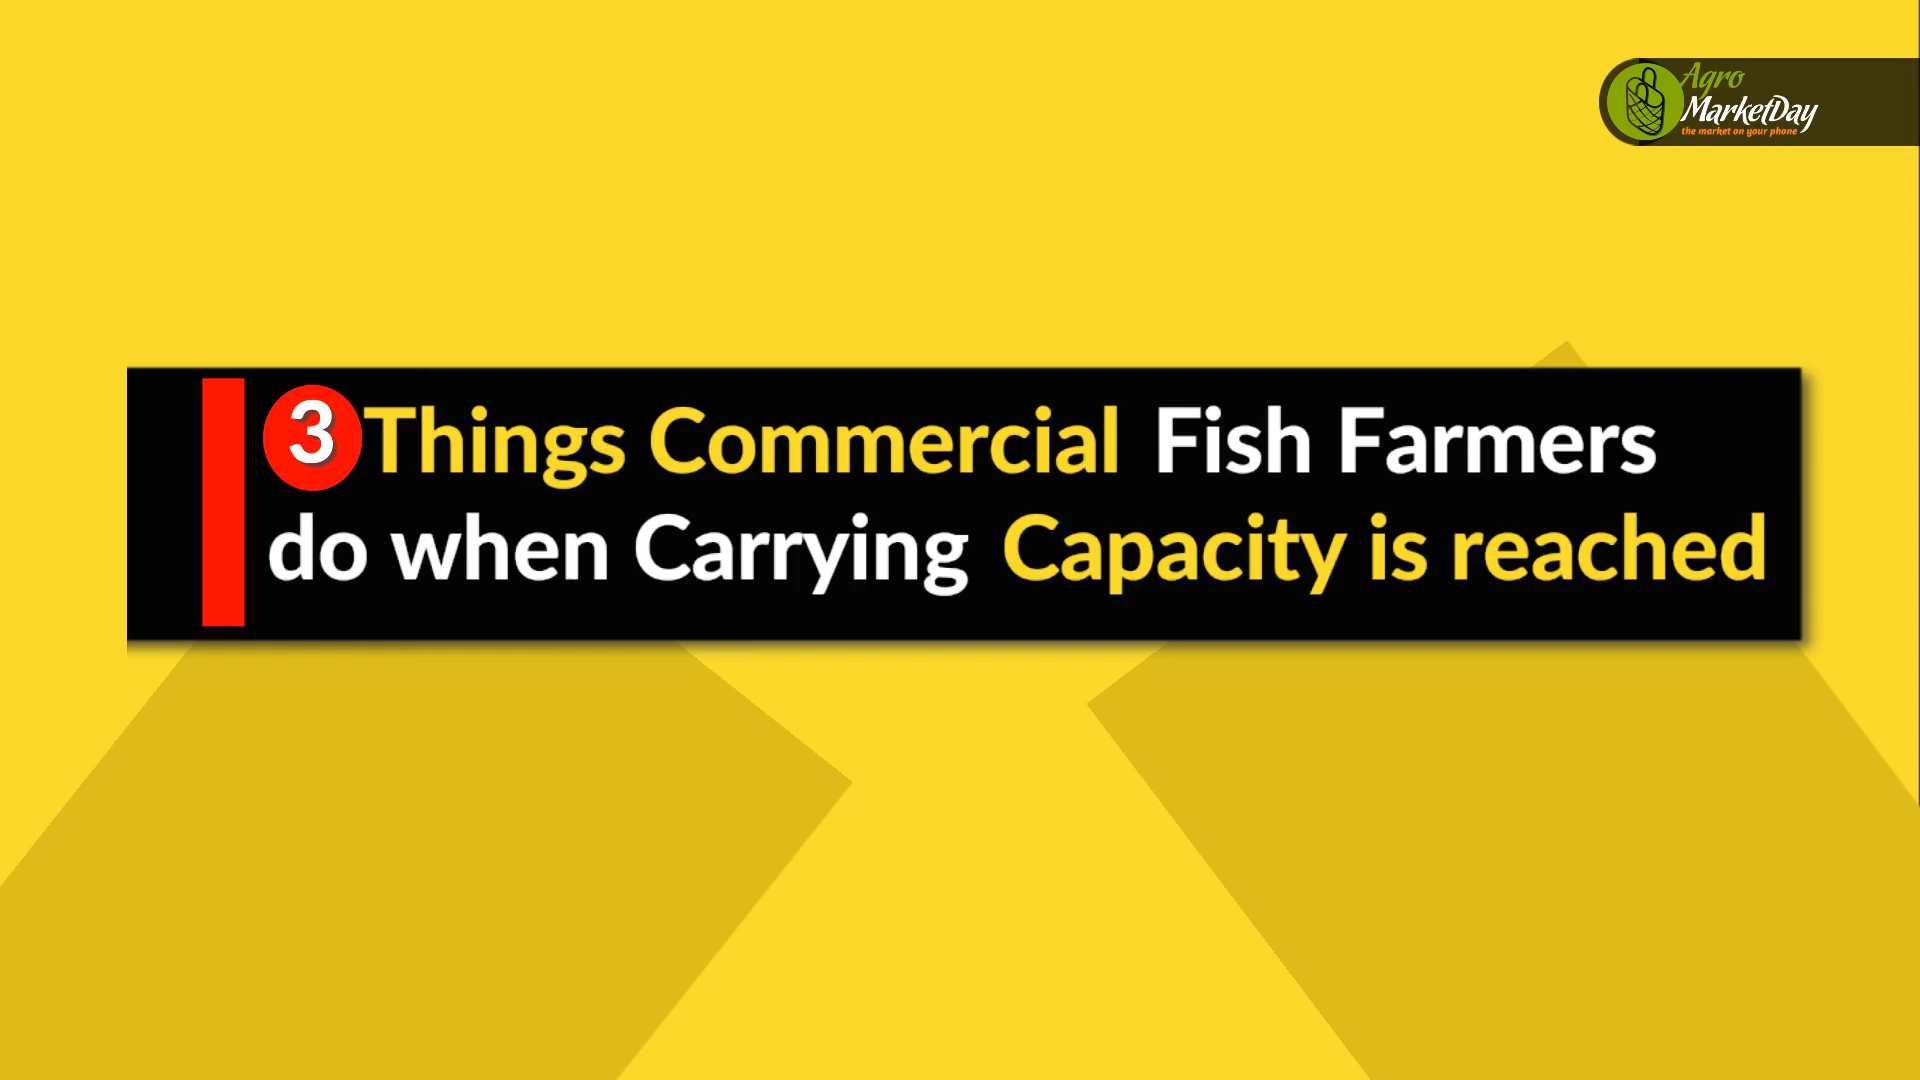 Agro
MarketDay
the market on your phone
3 Things Commercial Fish Farmers
do when Carrying Capacity is reached